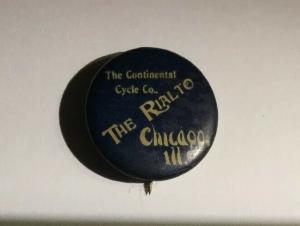 The Continental
Cycle Co.,
THE RIALTO
Chicago
Ill.